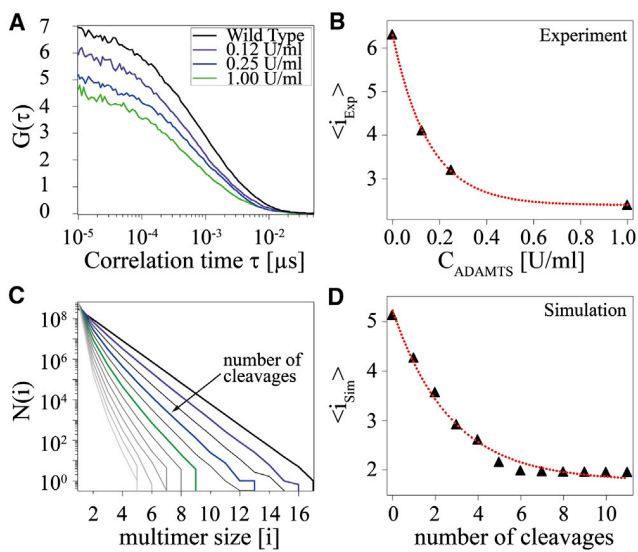 A
7
6
5
4
3
2
1
0
G(τ)
Wild Type
0.12 U/ml
0.25 U/ml
1.00 U/ml
10-5
10-4
10-3
10-2
Correlation time τ [µs]
B
6
5
4
3
<iExp>
Experiment
0.0
0.2
0.4
0.6
0.8
1.0
CADAMTS [U/ml]
C
108
106
104
102
100
N(i)
number of
cleavages
2
4
6
8
10
12
14
16
multimer size [i]
D
5
4
3
2
<iSim>
Simulation
0
2
4
6
8
10
number of cleavages